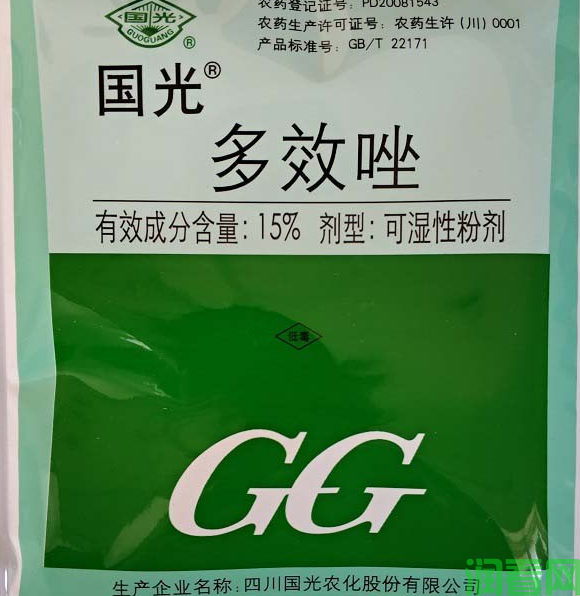 农药登记证号：PD20081543
国光
GUOGUANG
®
农药生产许可证号：农药生许（川）0001
产品标准号：GB/T 22171
国光®
多效唑
有效成分含量：15% 剂型：可湿性粉剂
低毒
GG
生产企业名称：四川国光农化股份有限公司